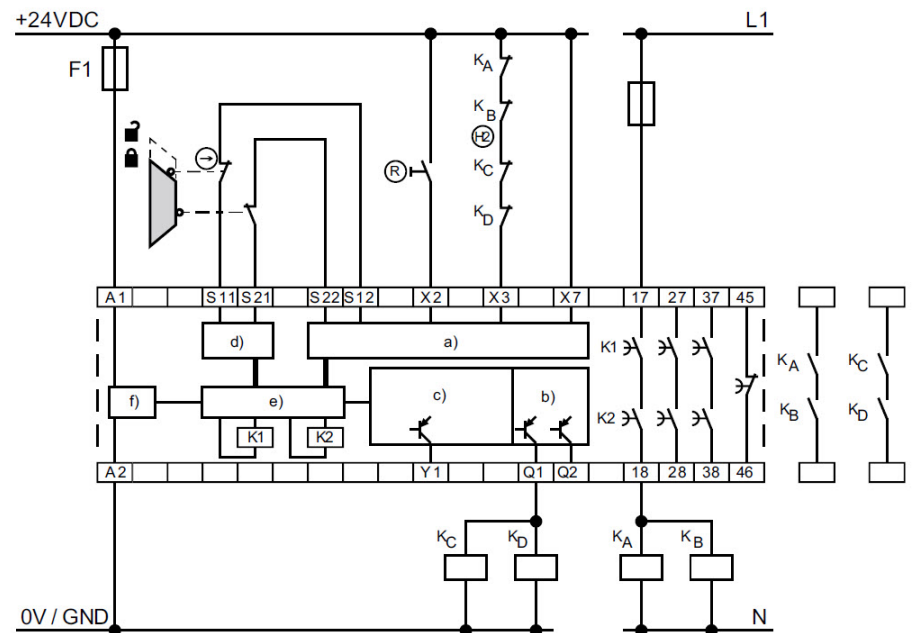 +24VDC L1
F1
KA
KB
H2
R
KC
KD
A1 S11 S21 S22 S12 X2 X3 X7 17 27 37 45
d) a) K1
KA KC
c) b)
f) e) K2 KB KD
K1 K2
A2 Y1 Q1 Q2 18 28 38 46
KC KD KA KB
0V / GND N